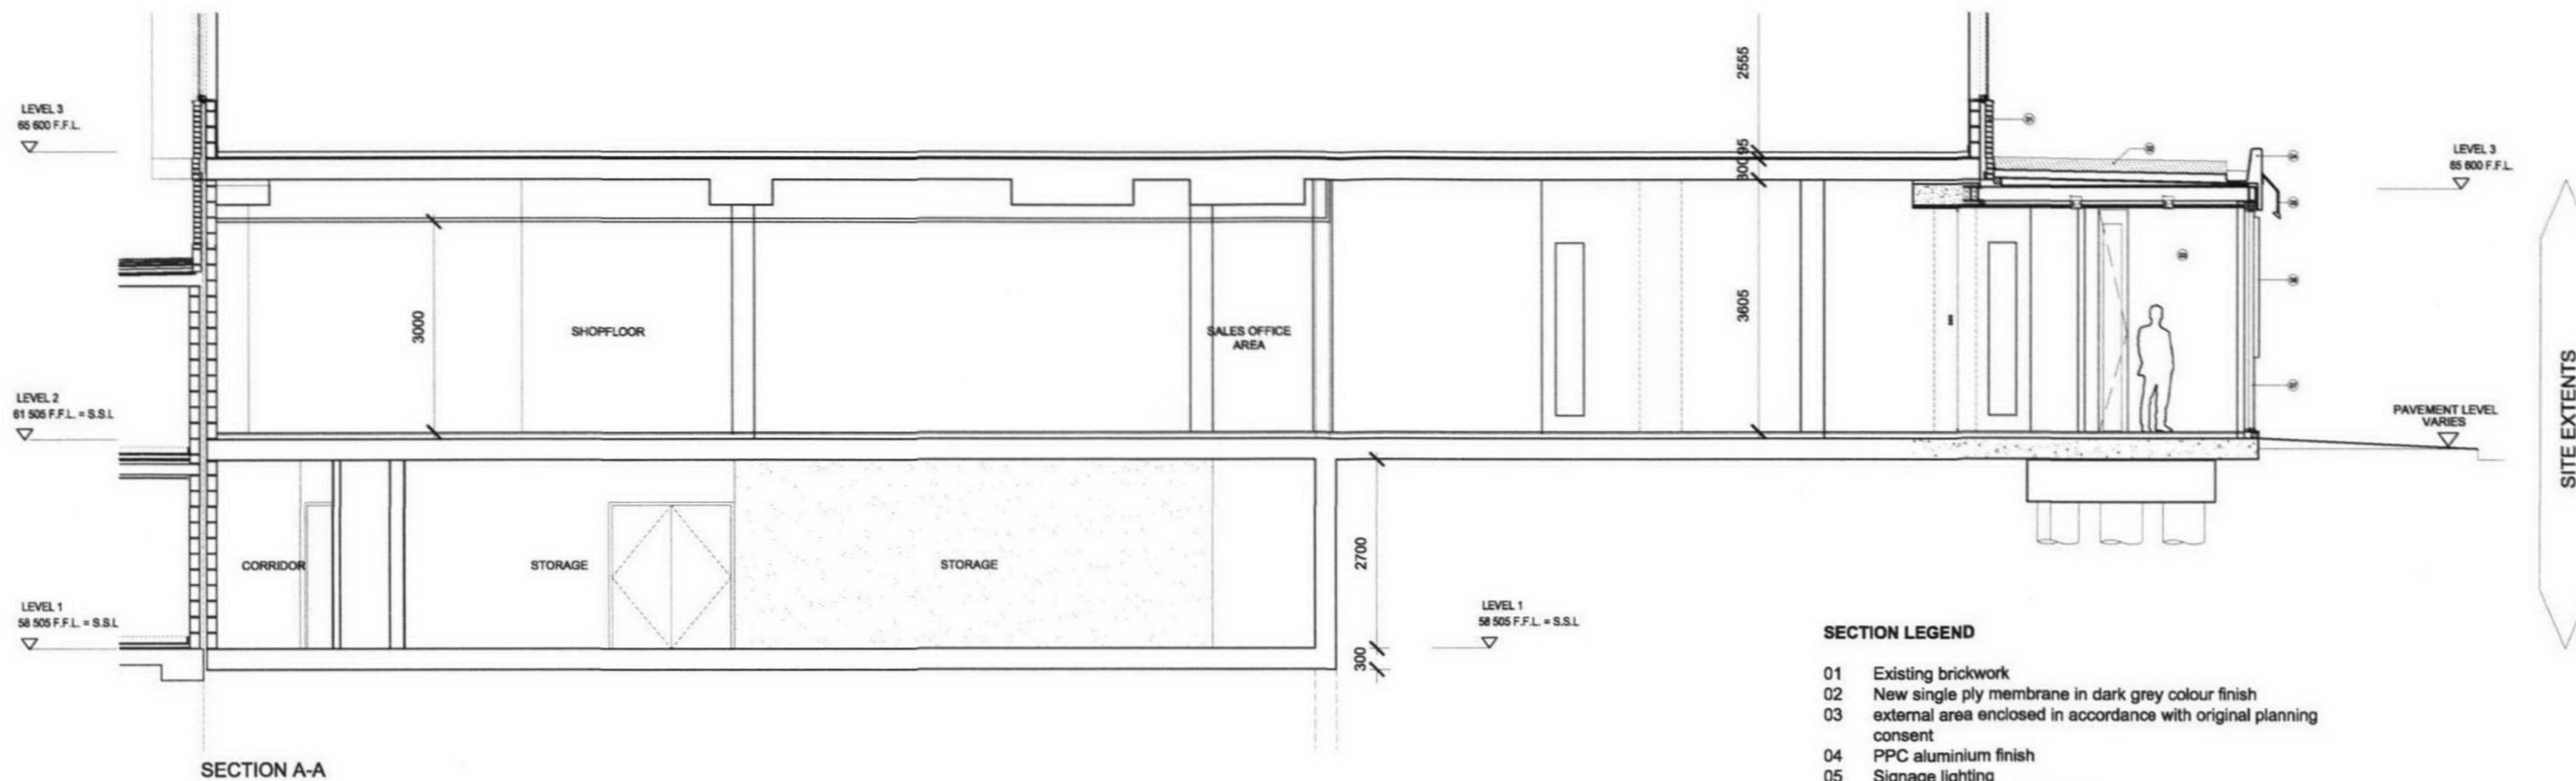 2555
LEVEL 3
65 600 F.F.L.
LEVEL 3
65 600 F.F.L.
95
300
3000
SHOPFLOOR
SALES OFFICE
AREA
3605
SITE EXTENTS
LEVEL 2
61 505 F.F.L. = S.S.L
PAVEMENT LEVEL
VARIES
CORRIDOR
STORAGE
STORAGE
2700
LEVEL 1
58 505 F.F.L. = S.S.L
LEVEL 1
58 505 F.F.L. = S.S.L
300
SECTION LEGEND
01 Existing brickwork
02 New single ply membrane in dark grey colour finish
03 external area enclosed in accordance with original planning
consent
04 PPC aluminium finish
05 Signage lighting
SECTION A-A